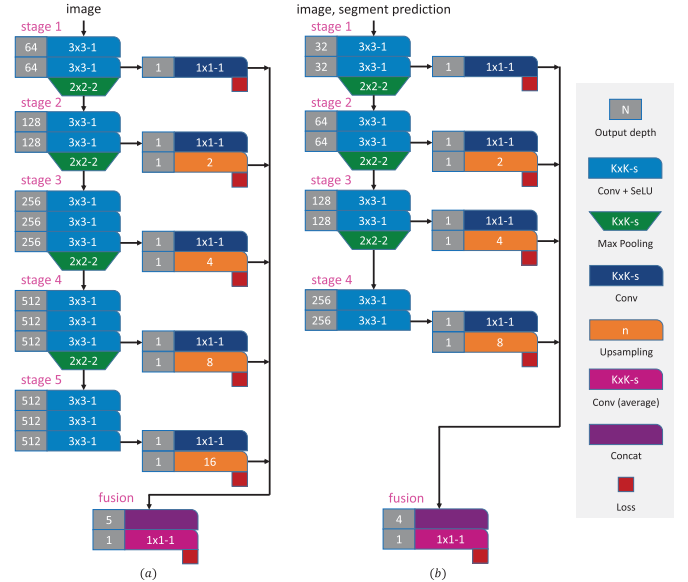 image
stage 1
64 3x3-1
64 3x3-1
1 1x1-1
2x2-2
stage 2
128 3x3-1
128 3x3-1
1 1x1-1
2x2-2
1 2
stage 3
256 3x3-1
256 3x3-1
256 3x3-1
1 1x1-1
2x2-2
1 4
stage 4
512 3x3-1
512 3x3-1
512 3x3-1
1 1x1-1
2x2-2
1 8
stage 5
512 3x3-1
512 3x3-1
512 3x3-1
1 1x1-1
1 16
fusion
5
1 1x1-1
(a)
image, segment prediction
stage 1
32 3x3-1
32 3x3-1
1 1x1-1
2x2-2
stage 2
64 3x3-1
64 3x3-1
1 1x1-1
2x2-2
1 2
stage 3
128 3x3-1
128 3x3-1
1 1x1-1
2x2-2
1 4
stage 4
256 3x3-1
256 3x3-1
1 1x1-1
1 8
fusion
4
1 1x1-1
(b)
N
Output depth
KxK-s
Conv + SeLU
KxK-s
Max Pooling
KxK-s
Conv
n
Upsampling
KxK-s
Conv (average)
Concat
Loss